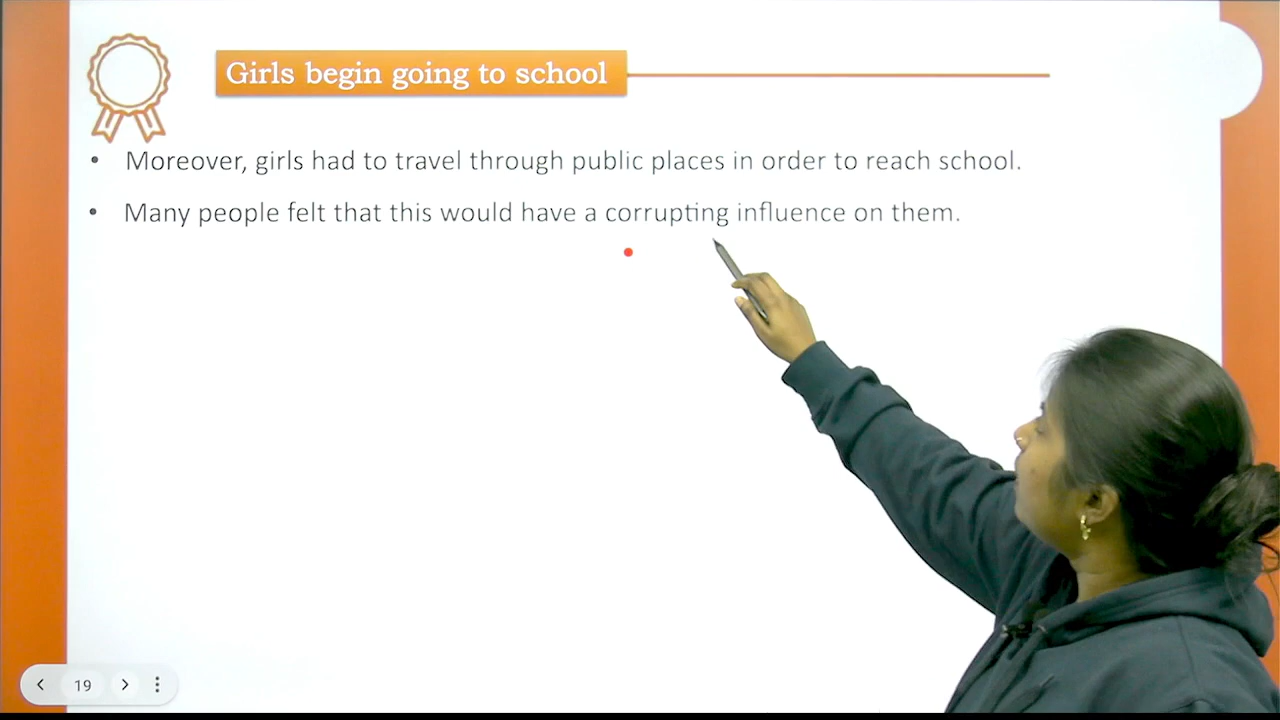 Girls begin going to school
• Moreover, girls had to travel through public places in order to reach school.
• Many people felt that this would have a corrupting influence on them.
19